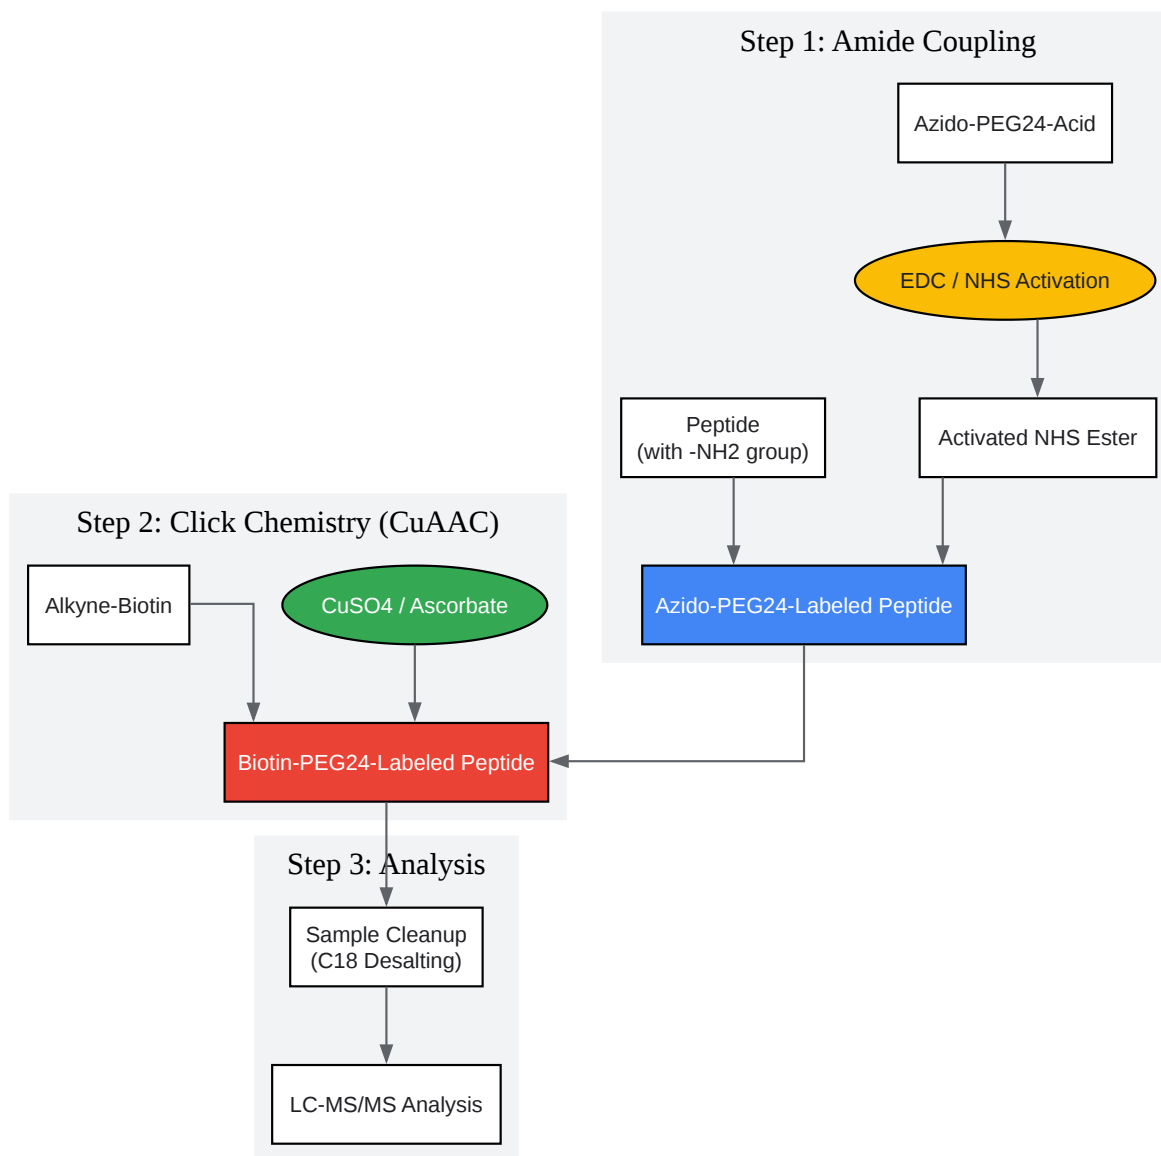 Step 1: Amide Coupling
Azido-PEG24-Acid
EDC / NHS Activation
Peptide
(with -NH2 group)
Activated NHS Ester
Azido-PEG24-Labeled Peptide
Step 2: Click Chemistry (CuAAC)
Alkyne-Biotin
CuSO4 / Ascorbate
Biotin-PEG24-Labeled Peptide
Step 3: Analysis
Sample Cleanup
(C18 Desalting)
LC-MS/MS Analysis